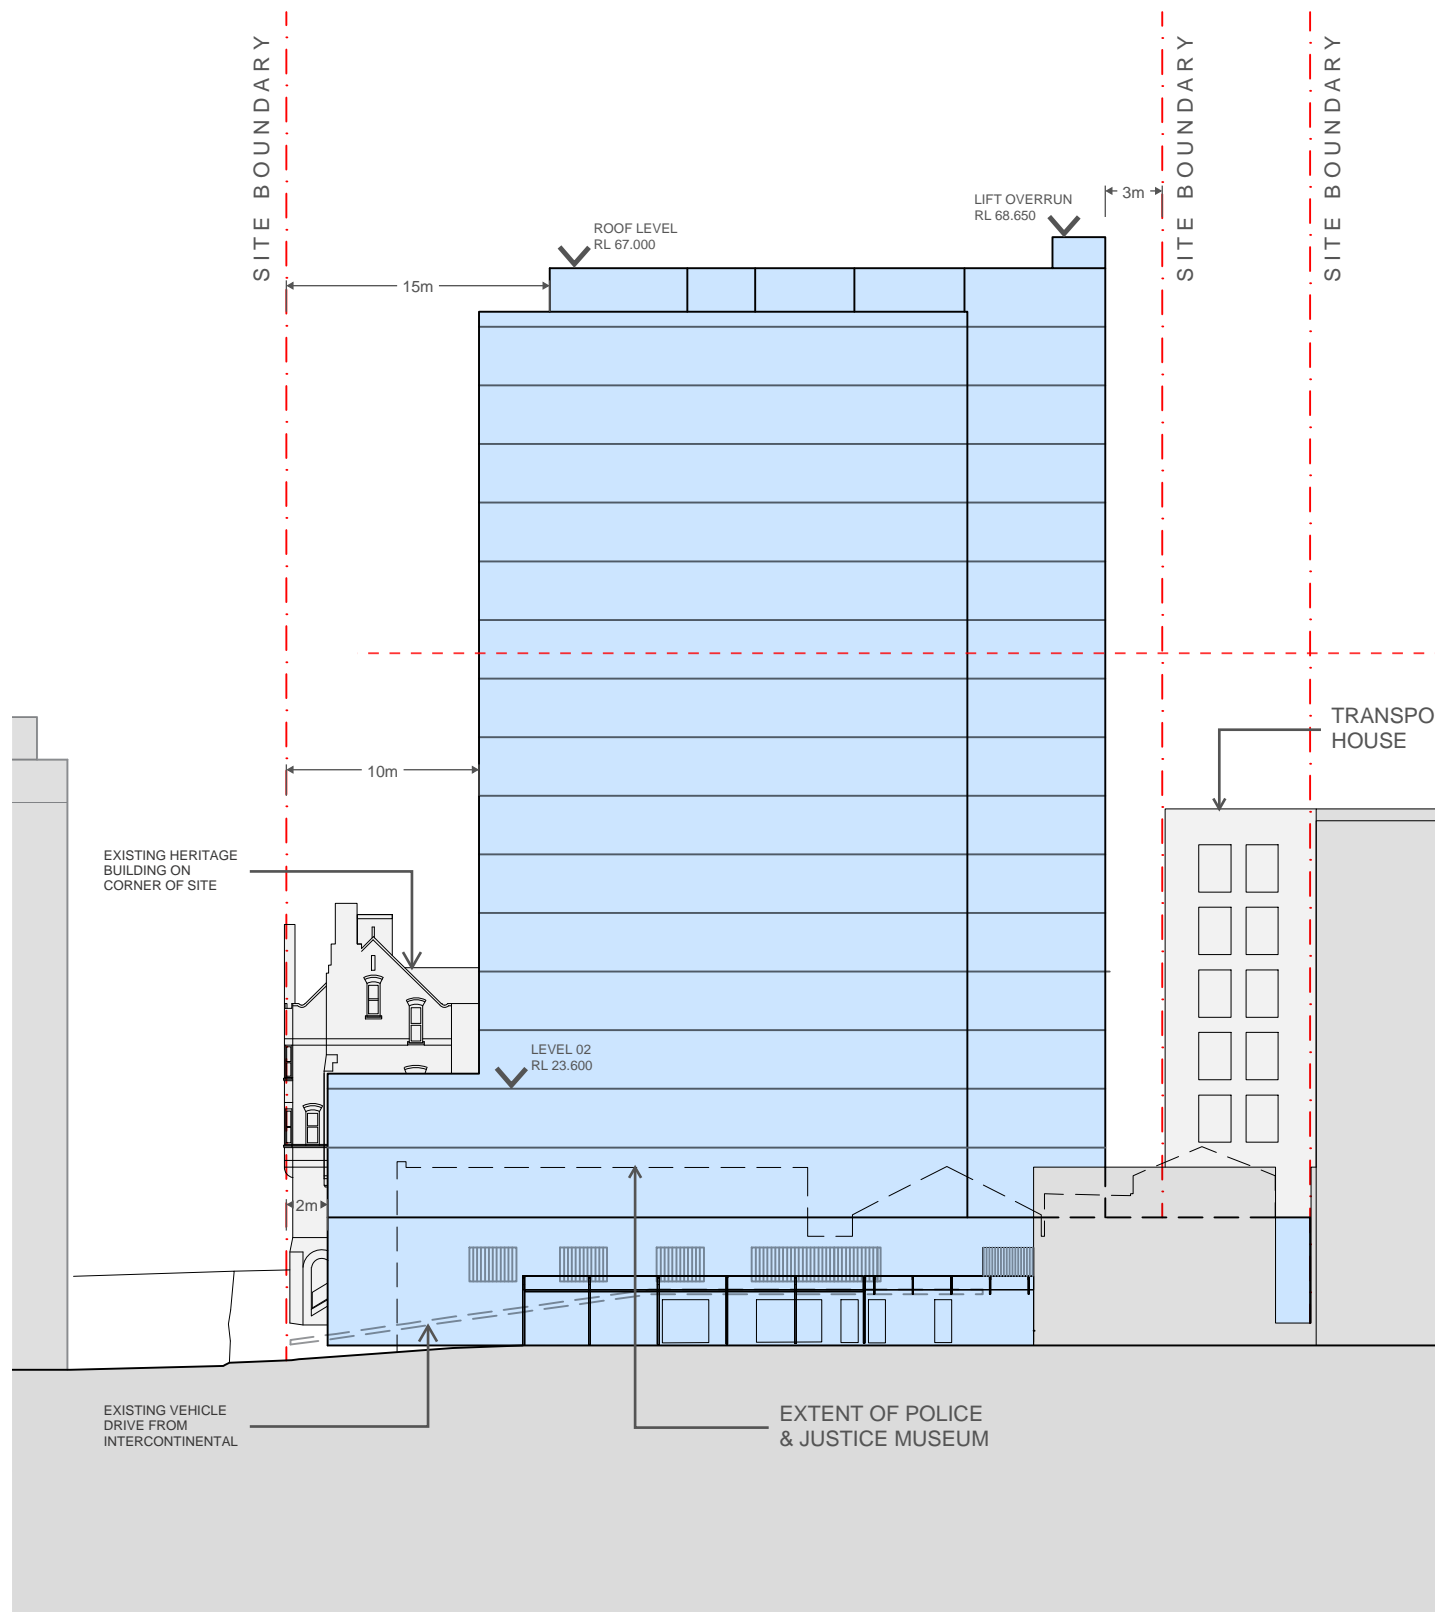 SITE BOUNDARY
SITE BOUNDARY
SITE BOUNDARY
3m
LIFT OVERRUN
RL 68.650
ROOF LEVEL
RL 67.000
15m
TRANSPO
HOUSE
10m
EXISTING HERITAGE
BUILDING ON
CORNER OF SITE
LEVEL 02
RL 23.600
2m
EXISTING VEHICLE
DRIVE FROM
INTERCONTINENTAL
EXTENT OF POLICE
& JUSTICE MUSEUM